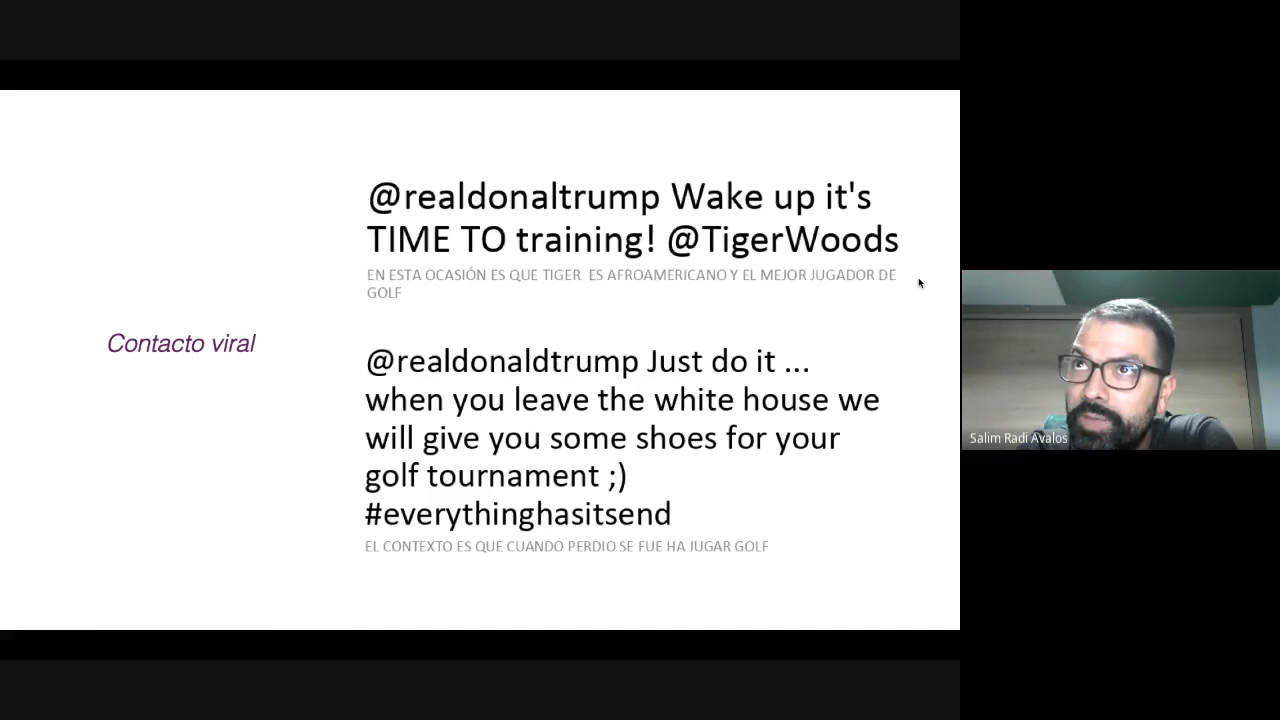 @realdonaltrump Wake up it's
TIME TO training! @TigerWoods
EN ESTA OCASIÓN ES QUE TIGER ES AFROAMERICANO Y EL MEJOR JUGADOR DE
GOLF
Contacto viral
@realdonaldtrump Just do it ...
when you leave the white house we
will give you some shoes for your
golf tournament ;)
#everythinghasitsend
EL CONTEXTO ES QUE CUANDO PERDIO SE FUE HA JUGAR GOLF
Salim Radi Avalos